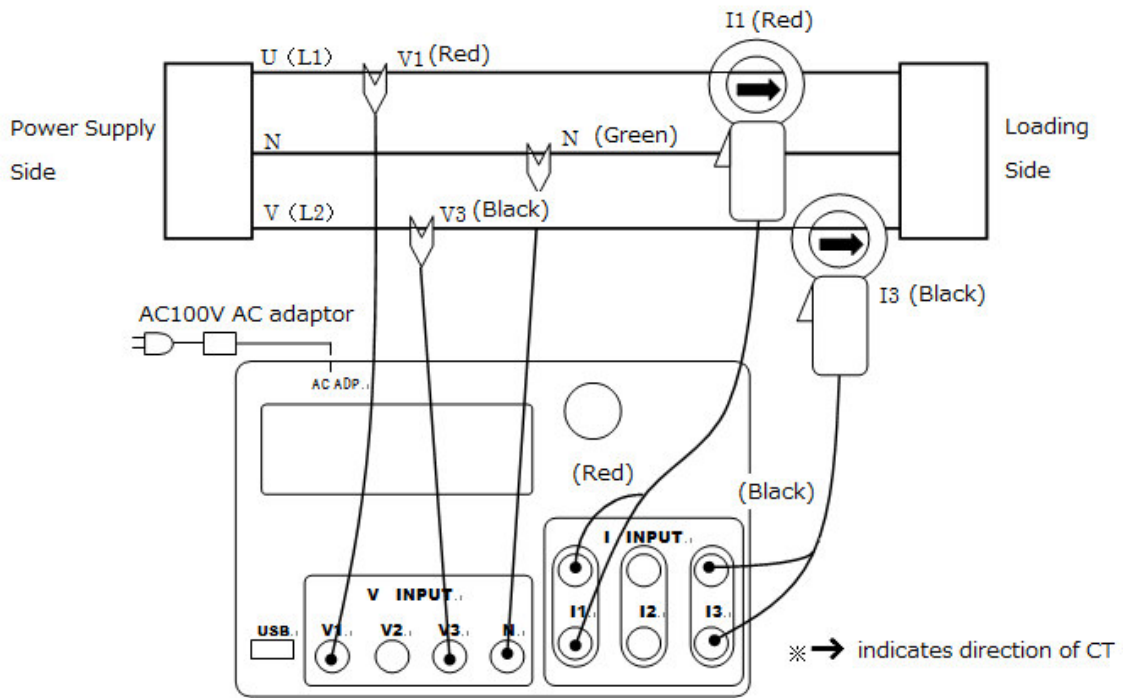 I1 (Red)
U (L1)
V1 (Red)
Power Supply
Side
N
N (Green)
Loading
Side
V (L2)
V3 (Black)
I3 (Black)
AC100V AC adaptor
AC ADP.
(Red)
(Black)
I INPUT.
V INPUT.
USB.
V1.
V2.
V3.
N.
I1.
I2.
I3.
※➔ indicates direction of CT